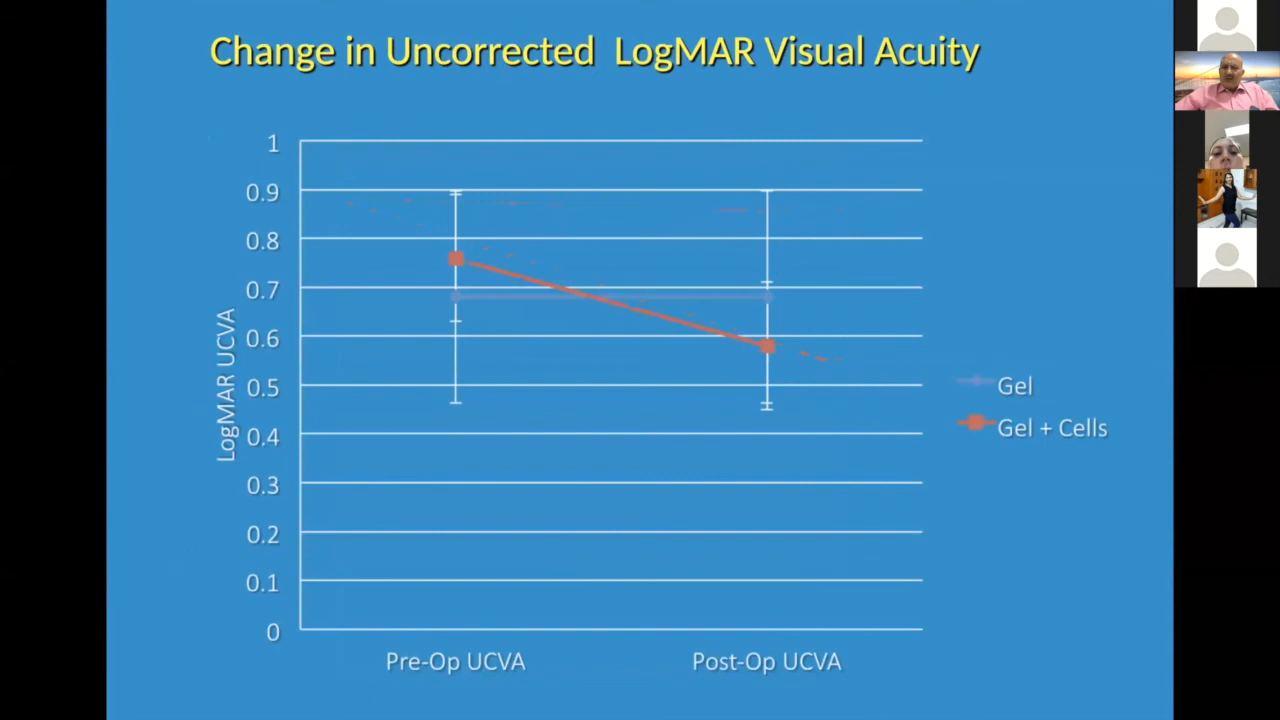 Change in Uncorrected LogMAR Visual Acuity
1
0.9
0.8
0.7
0.6
0.5
0.4
0.3
0.2
0.1
0
LogMAR UCVA
Pre-Op UCVA
Post-Op UCVA
Gel
Gel + Cells